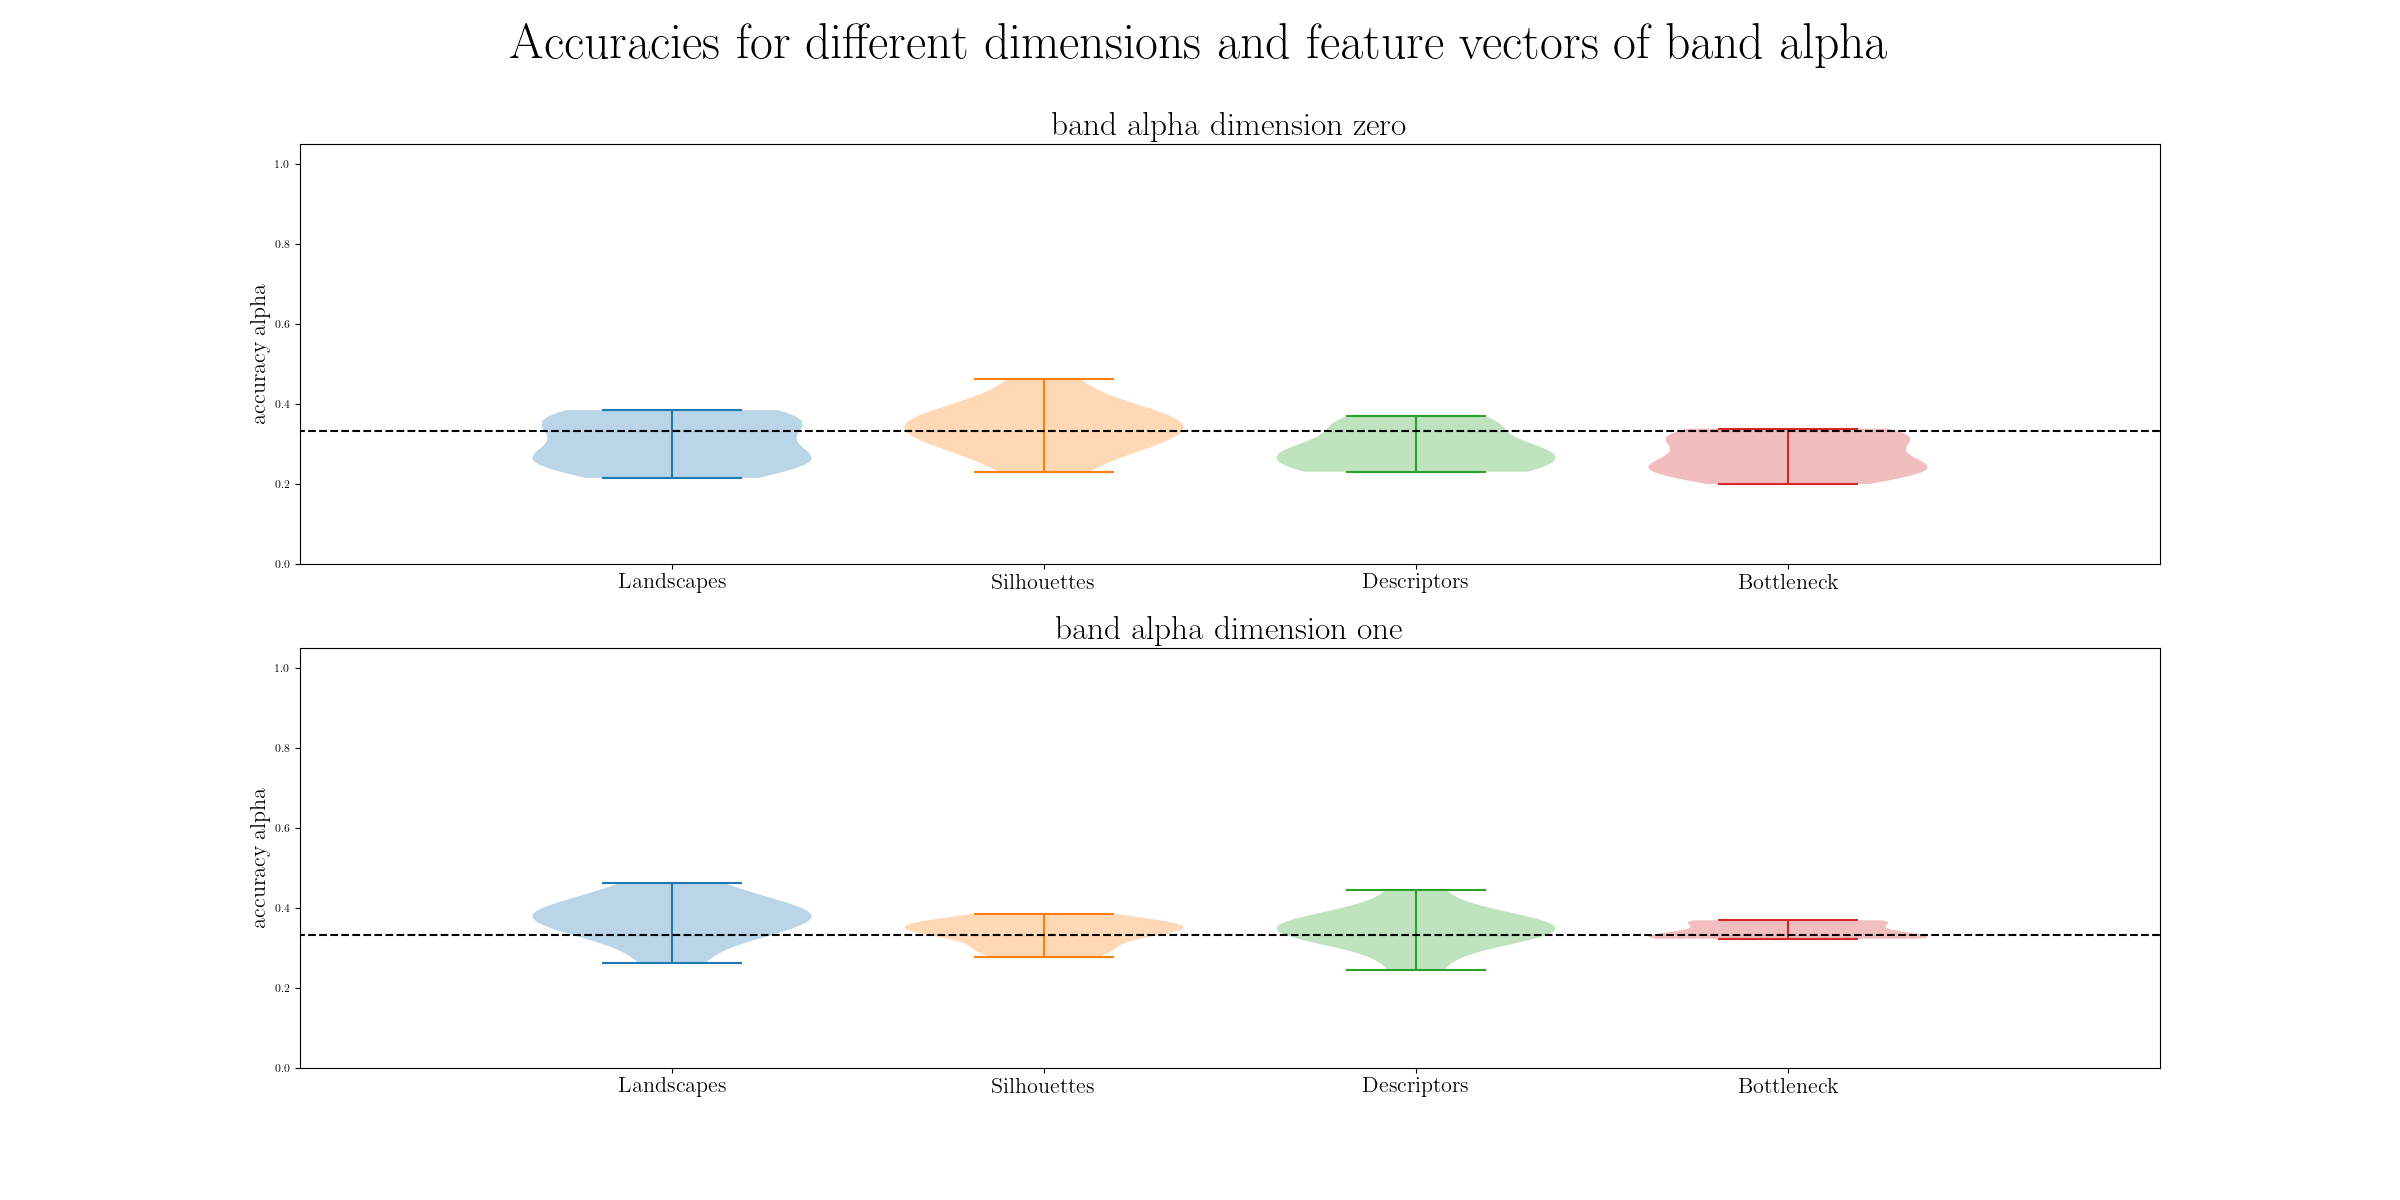 Accuracies for different dimensions and feature vectors of band alpha
band alpha dimension zero
accuracy alpha
1.0
0.8
0.6
0.4
0.2
0.0
Landscapes Silhouettes Descriptors Bottleneck
band alpha dimension one
accuracy alpha
1.0
0.8
0.6
0.4
0.2
0.0
Landscapes Silhouettes Descriptors Bottleneck